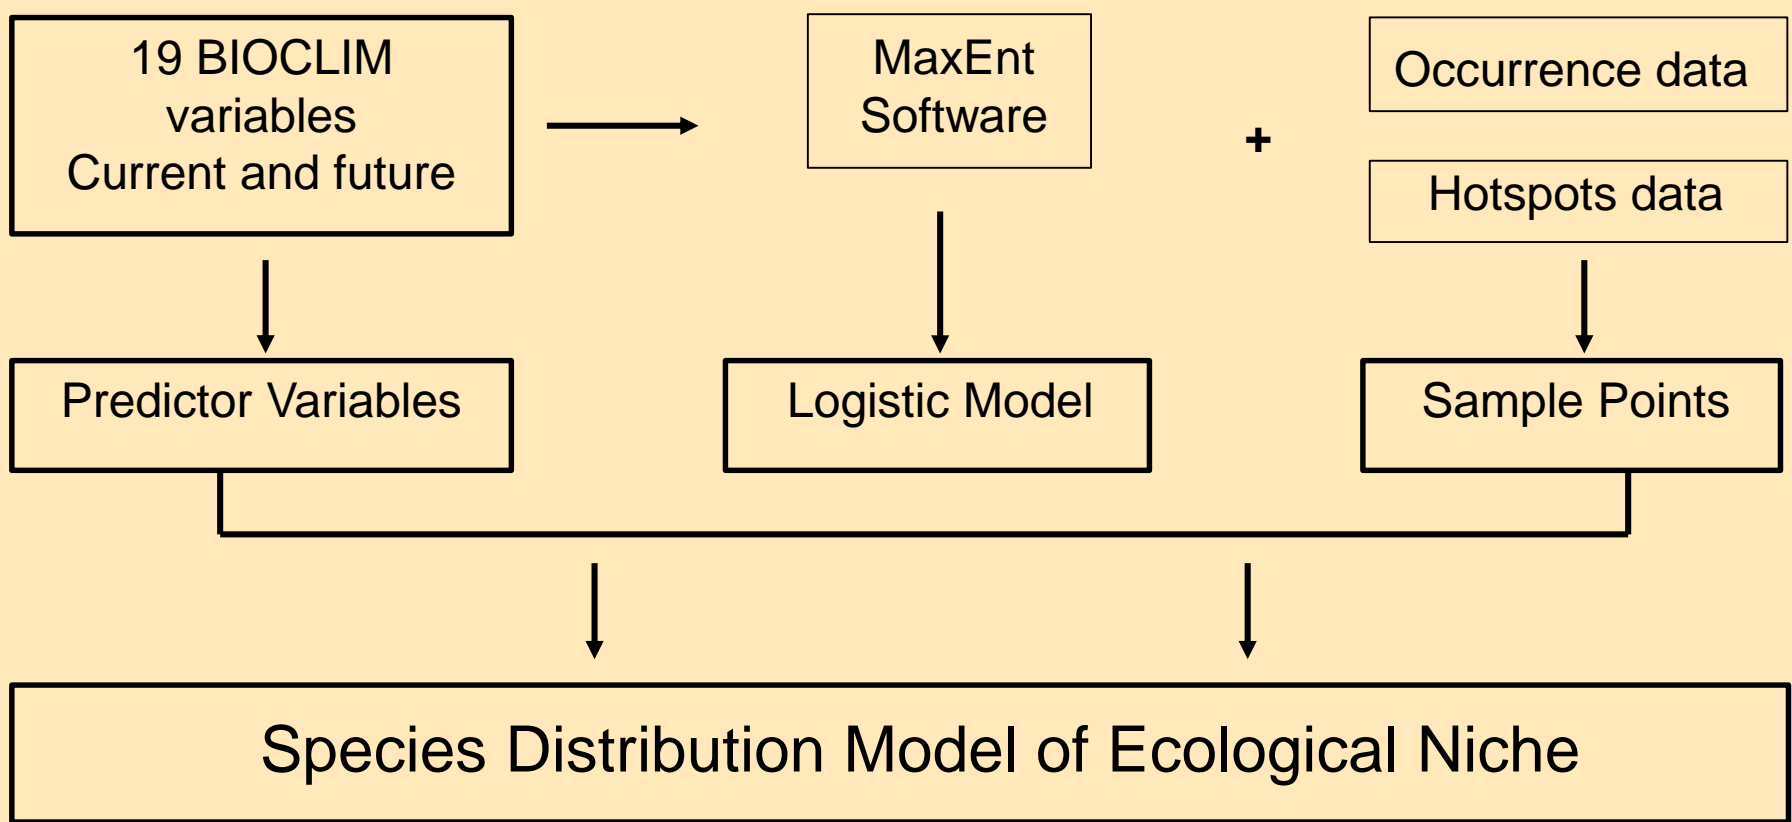 19 BIOCLIM
variables
Current and future
MaxEnt
Software
+
Occurrence data
Hotspots data
Predictor Variables
Logistic Model
Sample Points
Species Distribution Model of Ecological Niche